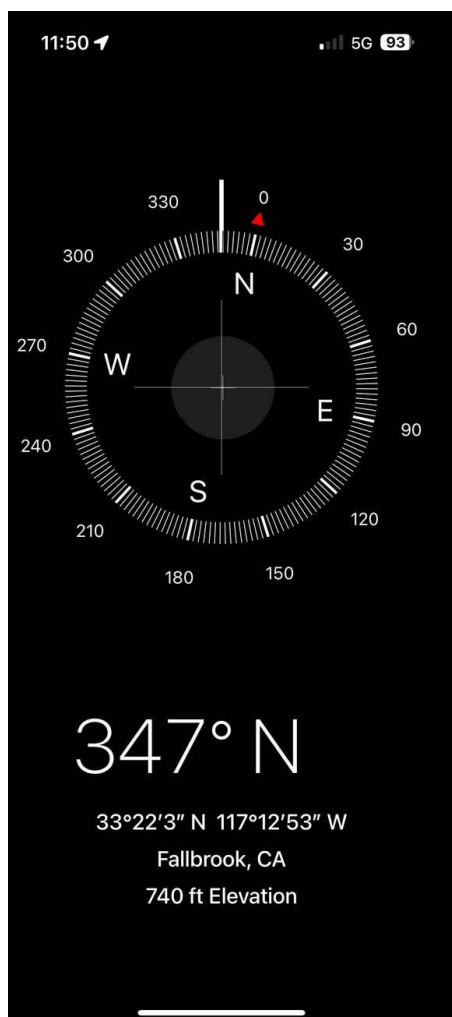 11:50 5G 93
330 0
300 30
N
270 W 60
E
240 90
S
210 120
180 150
347° N
33°22'3" N 117°12'53" W
Fallbrook, CA
740 ft Elevation